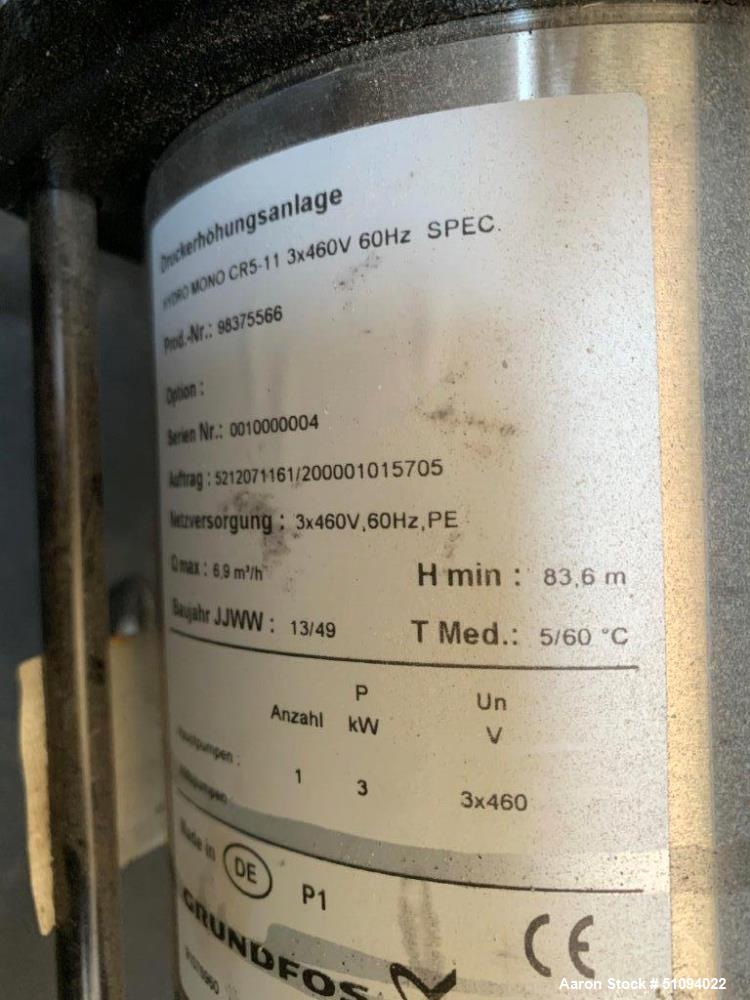 Druckerhöhungsanlage
HYDRO MONO CR5-11 3x460V 60Hz SPEC.
Prod.-Nr.: 98375566
Option :
Serien Nr.: 0010000004
Auftrag : 5212071161/200001015705
Netzversorgung : 3x460V,60Hz,PE
Q max : 6,9 m³/h H min : 83,6 m
Baujahr JJWW : 13/49 T Med.: 5/60 °C
Anzahl P kW Un V
Hauptpumpen : 1 3 3x460
Made in DE P1
GRUNDFOS CE
Aaron Stock # 51094022